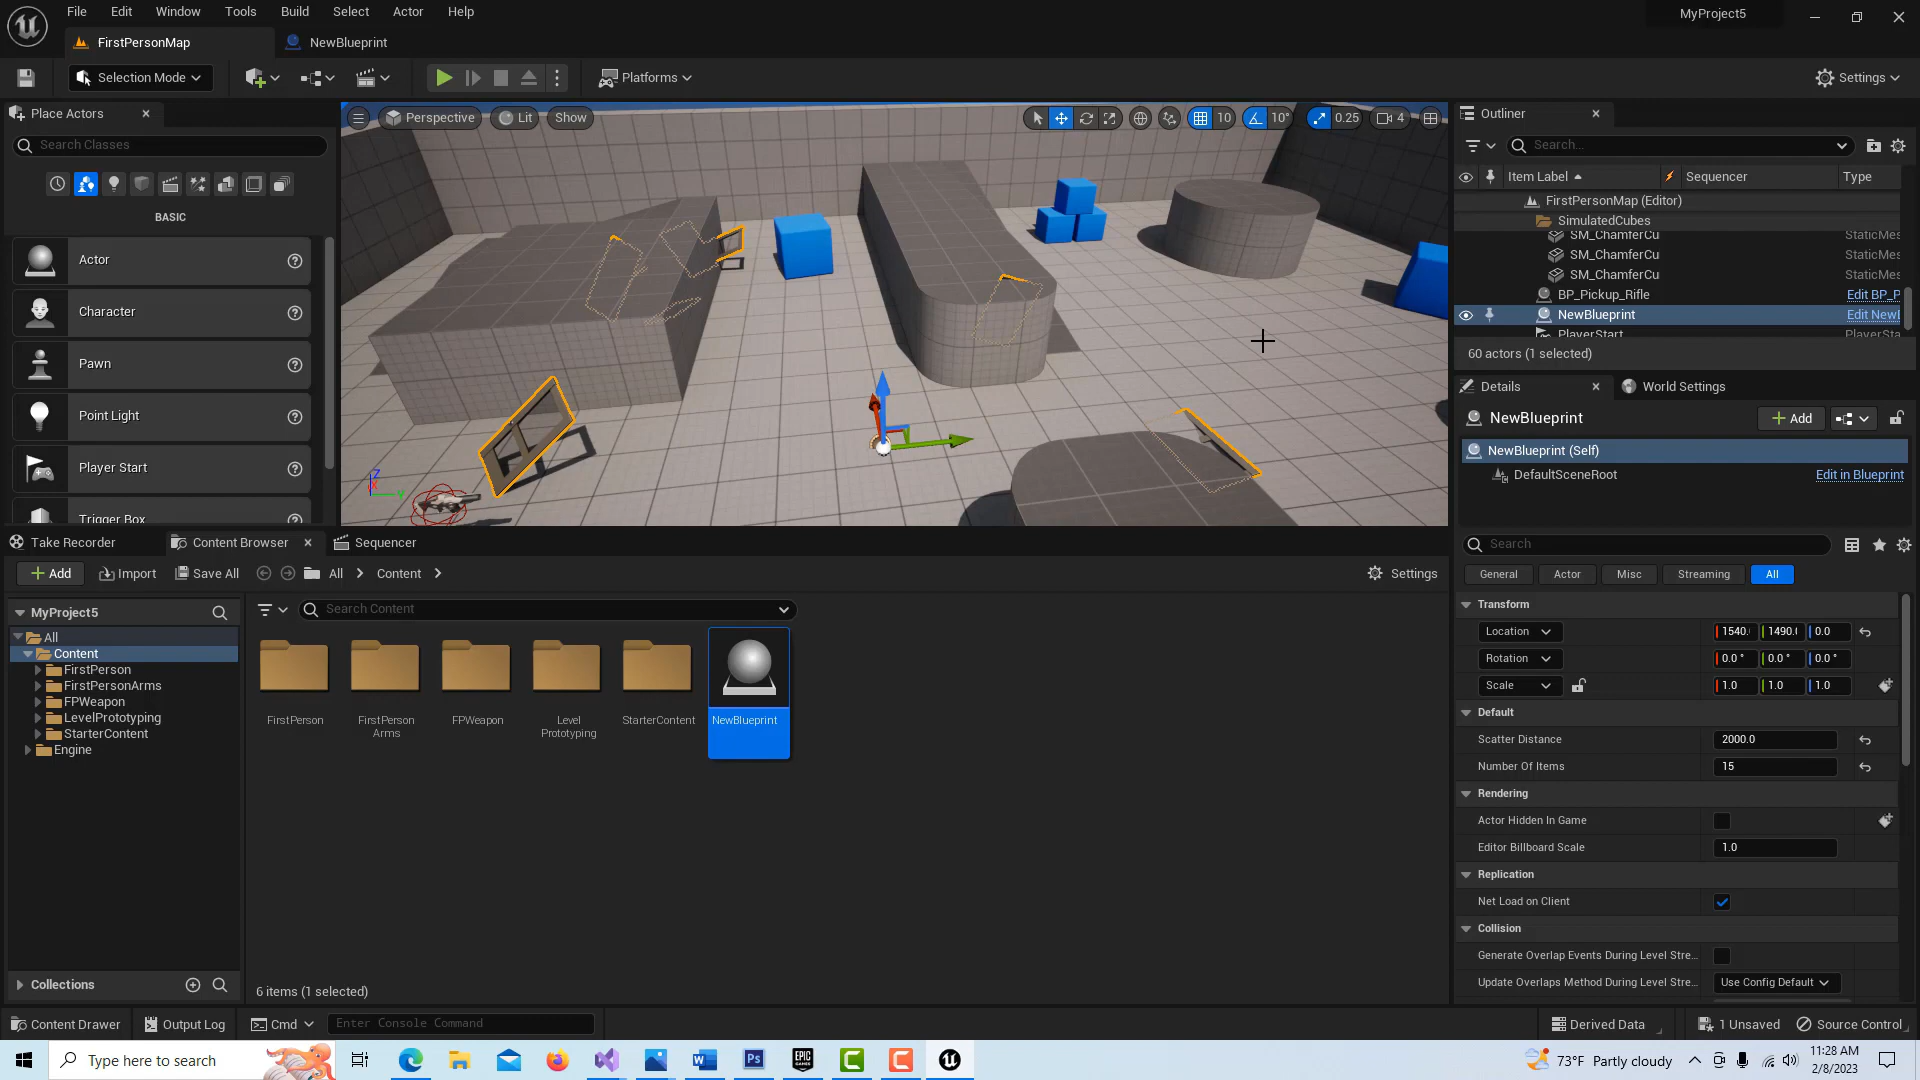 File Edit Window Tools Build Select Actor Help
MyProject5
FirstPersonMap
NewBlueprint
Selection Mode
Platforms
Settings
Place Actors
Search Classes
BASIC
Actor
Character
Pawn
Point Light
Player Start
Trigger Box
Perspective
Lit
Show
10
10°
0.25
4
Z
X
Y
Outliner
Search...
Item Label
Sequencer
Type
FirstPersonMap (Editor)
SimulatedCubes
SM_ChamferCu StaticMes
SM_ChamferCu StaticMes
SM_ChamferCu StaticMes
BP_Pickup_Rifle Edit BP_P
NewBlueprint Edit NewI
PlayerStart PlayerSta
60 actors (1 selected)
Details
World Settings
NewBlueprint
Add
NewBlueprint (Self)
DefaultSceneRoot Edit in Blueprint
Search
General Actor Misc Streaming All
Transform
Location 1540. 1490. 0.0
Rotation 0.0 ° 0.0 ° 0.0 °
Scale 1.0 1.0 1.0
Default
Scatter Distance 2000.0
Number Of Items 15
Rendering
Actor Hidden In Game
Editor Billboard Scale 1.0
Replication
Net Load on Client
Collision
Generate Overlap Events During Level Stre...
Update Overlaps Method During Level Stre... Use Config Default
Take Recorder
Content Browser
Sequencer
Add Import Save All All Content Settings
MyProject5
All
Content
FirstPerson
FirstPersonArms
FPWeapon
LevelPrototyping
StarterContent
Engine
Collections
Search Content
FirstPerson
FirstPerson
Arms
FPWeapon
Level
Prototyping
StarterContent
NewBlueprint
6 items (1 selected)
Content Drawer Output Log Cmd Enter Console Command Derived Data 1 Unsaved Source Control
Type here to search
Ps
EPIC
GAMES
73°F Partly cloudy
11:28 AM
2/8/2023